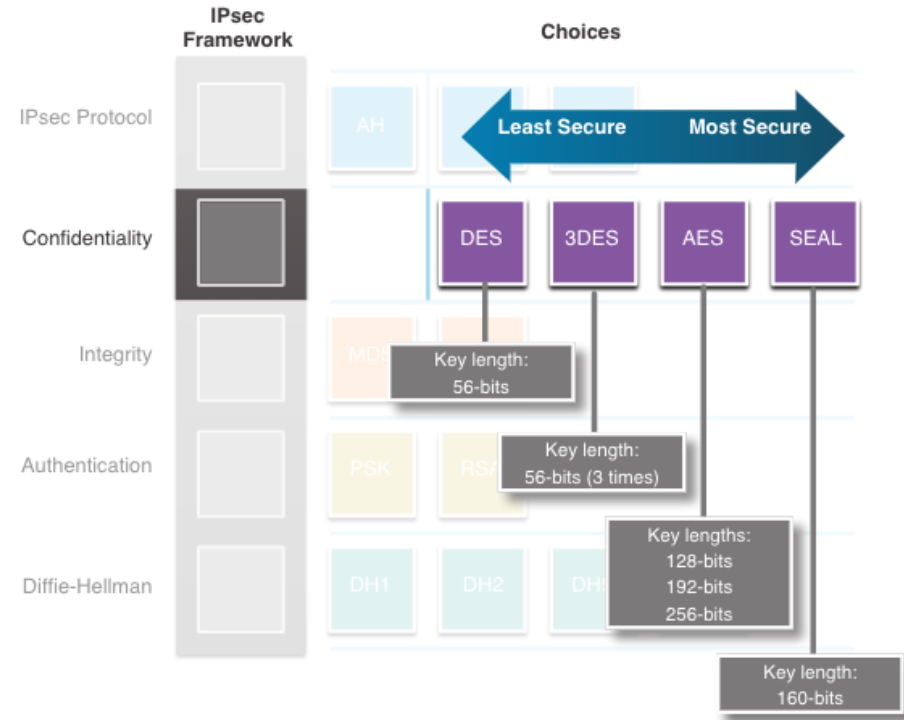 IPsec
Framework
Choices
IPsec Protocol
AH
Least Secure
Most Secure
Confidentiality
DES
3DES
AES
SEAL
Integrity
Key length:
56-bits
Authentication
PSK
Key length:
56-bits (3 times)
Key lengths:
128-bits
192-bits
256-bits
Diffie-Hellman
DH1
DH2
Key length:
160-bits